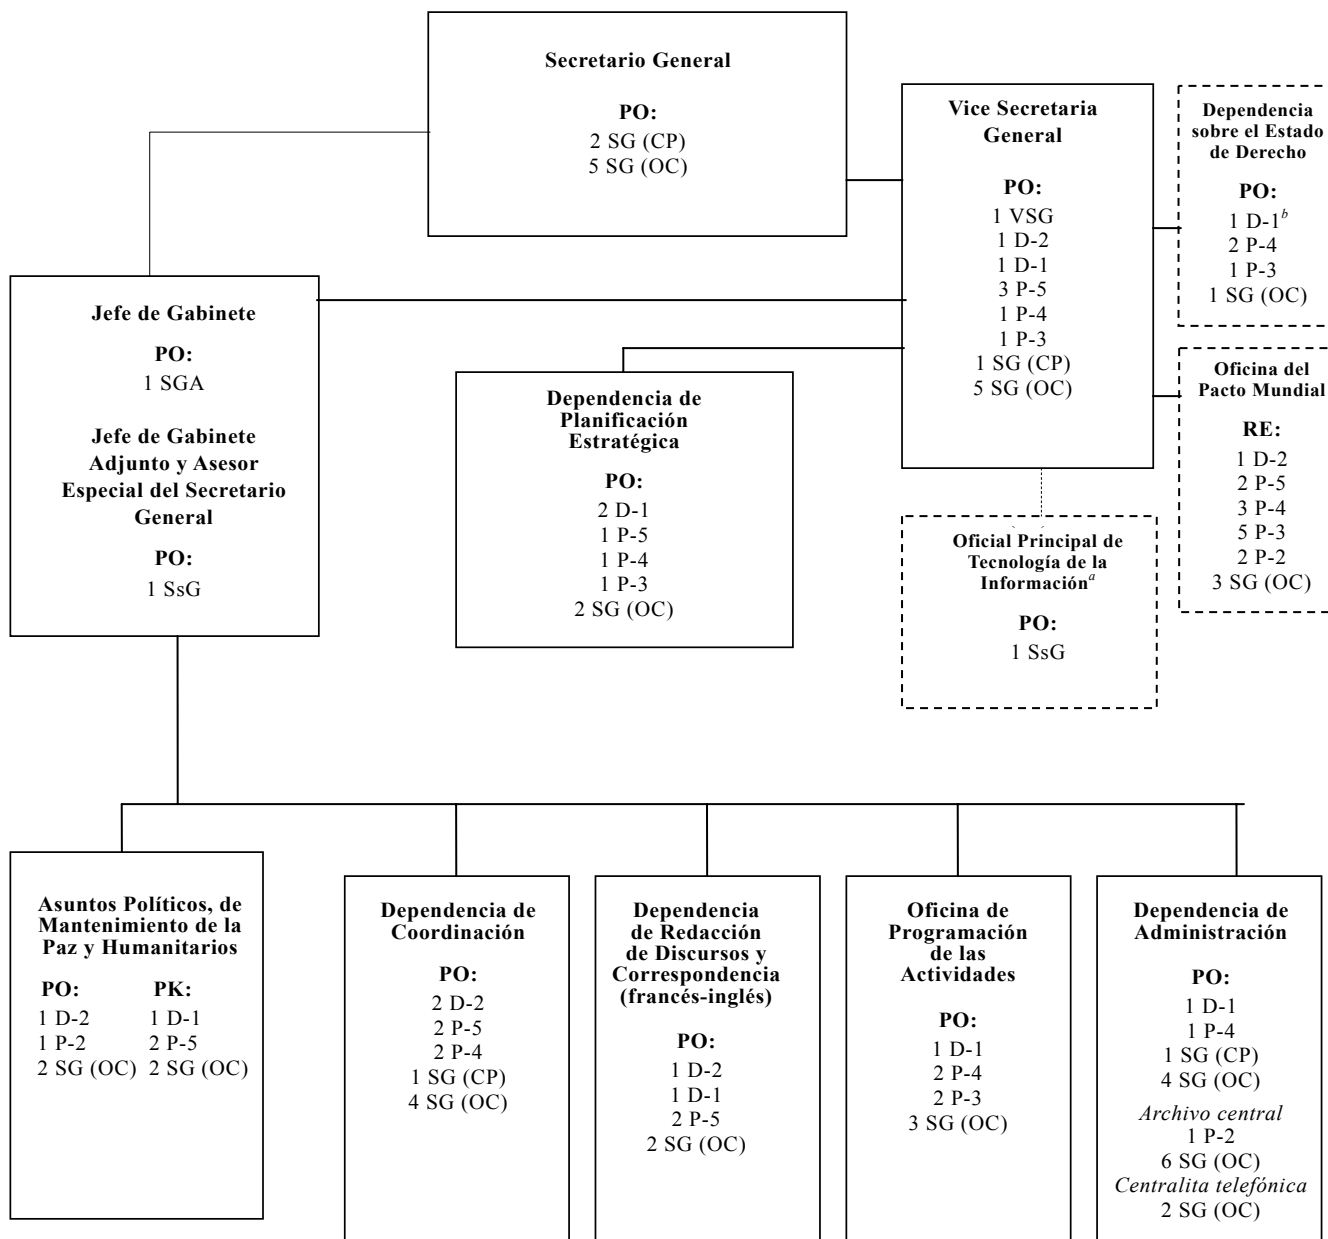 Secretario General
PO:
2 SG (CP)
5 SG (OC)
Vice Secretaria
General
PO:
1 VSG
1 D-2
1 D-1
3 P-5
1 P-4
1 P-3
1 SG (CP)
5 SG (OC)
Dependencia
sobre el Estado
de Derecho
PO:
1 D-1b
2 P-4
1 P-3
1 SG (OC)
Jefe de Gabinete
PO:
1 SGA
Jefe de Gabinete
Adjunto y Asesor
Especial del Secretario
General
PO:
1 SsG
Dependencia de
Planificación
Estratégica
PO:
2 D-1
1 P-5
1 P-4
1 P-3
2 SG (OC)
Oficina del
Pacto Mundial
RE:
1 D-2
2 P-5
3 P-4
5 P-3
2 P-2
3 SG (OC)
Oficial Principal de
Tecnología de la
Informacióna
PO:
1 SsG
Asuntos Políticos, de
Mantenimiento de la
Paz y Humanitarios
PO: PK:
1 D-2 1 D-1
1 P-2 2 P-5
2 SG (OC) 2 SG (OC)
Dependencia de
Coordinación
PO:
2 D-2
2 P-5
2 P-4
1 SG (CP)
4 SG (OC)
Dependencia
de Redacción
de Discursos y
Correspondencia
(francés-inglés)
PO:
1 D-2
1 D-1
2 P-5
2 SG (OC)
Oficina de
Programación
de las
Actividades
PO:
1 D-1
2 P-4
2 P-3
3 SG (OC)
Dependencia de
Administración
PO:
1 D-1
1 P-4
1 SG (CP)
4 SG (OC)
Archivo central
1 P-2
6 SG (OC)
Centralita telefónica
2 SG (OC)